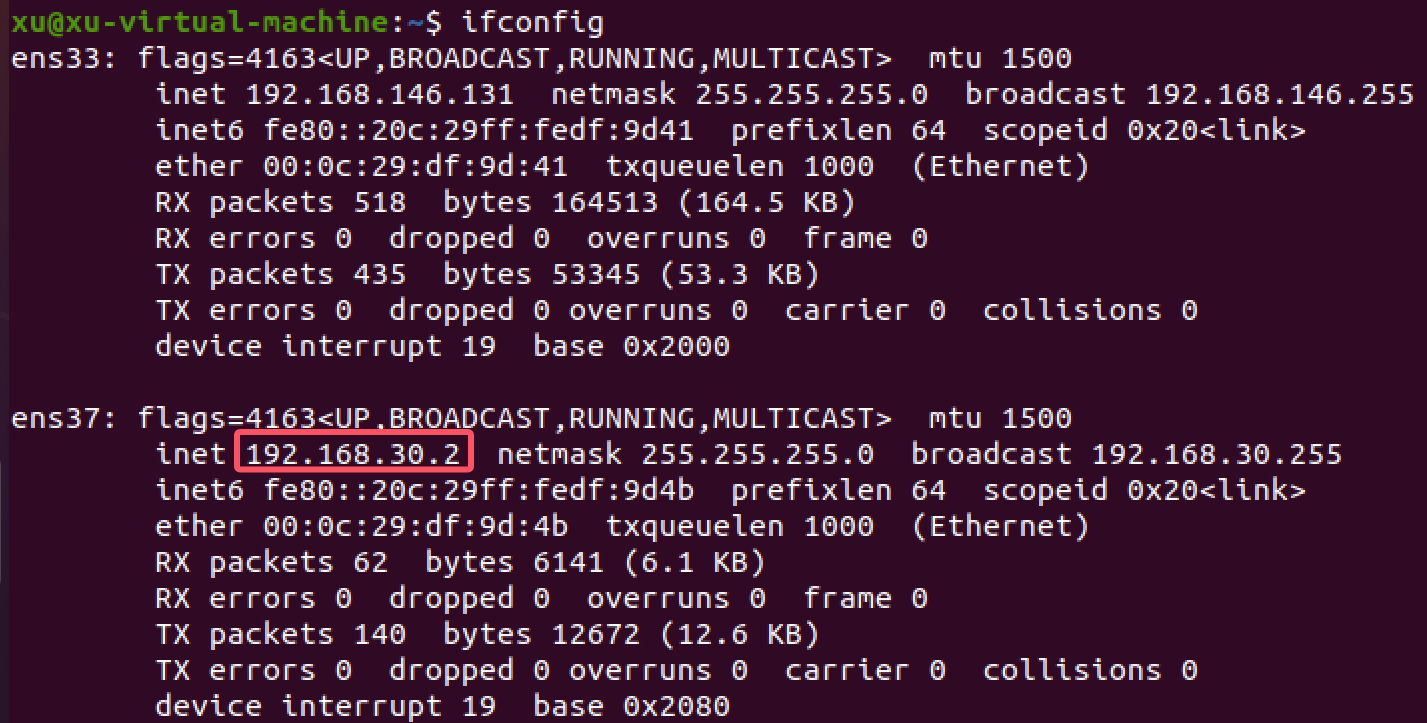 xu@xu-virtual-machine:~$ ifconfig
ens33: flags=4163<UP,BROADCAST,RUNNING,MULTICAST>  mtu 1500
        inet 192.168.146.131  netmask 255.255.255.0  broadcast 192.168.146.255
        inet6 fe80::20c:29ff:fedf:9d41  prefixlen 64  scopeid 0x20<link>
        ether 00:0c:29:df:9d:41  txqueuelen 1000  (Ethernet)
        RX packets 518  bytes 164513 (164.5 KB)
        RX errors 0  dropped 0  overruns 0  frame 0
        TX packets 435  bytes 53345 (53.3 KB)
        TX errors 0  dropped 0 overruns 0  carrier 0  collisions 0
        device interrupt 19  base 0x2000

ens37: flags=4163<UP,BROADCAST,RUNNING,MULTICAST>  mtu 1500
        inet 192.168.30.2  netmask 255.255.255.0  broadcast 192.168.30.255
        inet6 fe80::20c:29ff:fedf:9d4b  prefixlen 64  scopeid 0x20<link>
        ether 00:0c:29:df:9d:4b  txqueuelen 1000  (Ethernet)
        RX packets 62  bytes 6141 (6.1 KB)
        RX errors 0  dropped 0  overruns 0  frame 0
        TX packets 140  bytes 12672 (12.6 KB)
        TX errors 0  dropped 0 overruns 0  carrier 0  collisions 0
        device interrupt 19  base 0x2080